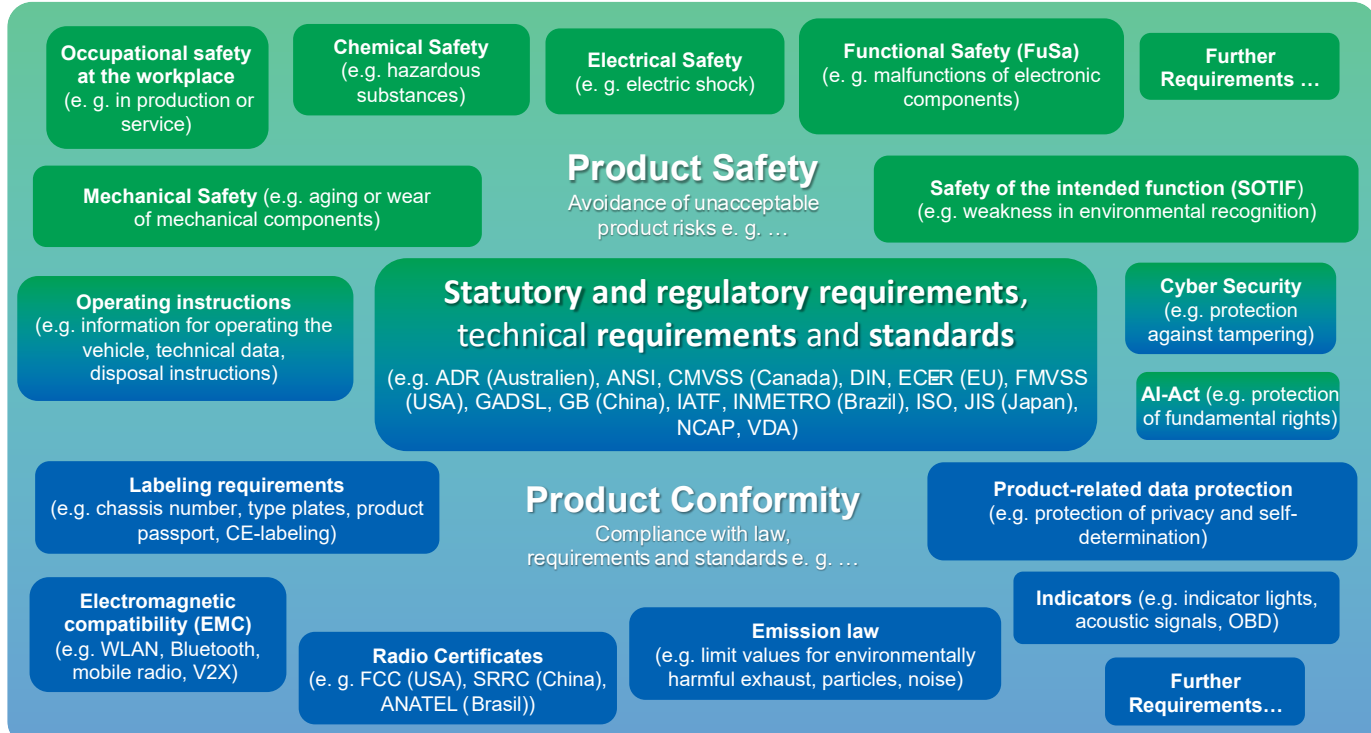 Occupational safety
at the workplace
(e. g. in production or
service)
Chemical Safety
(e.g. hazardous
substances)
Electrical Safety
(e. g. electric shock)
Functional Safety (FuSa)
(e. g. malfunctions of electronic
components)
Further
Requirements …
Mechanical Safety (e.g. aging or wear
of mechanical components)
Product Safety
Avoidance of unacceptable
product risks e. g. …
Safety of the intended function (SOTIF)
(e.g. weakness in environmental recognition)
Operating instructions
(e.g. information for operating the
vehicle, technical data,
disposal instructions)
Statutory and regulatory requirements,
technical requirements and standards
(e.g. ADR (Australien), ANSI, CMVSS (Canada), DIN, (EU), FMVSS
(USA), GADSL, GB (China), IATF, INMETRO (Brazil), ISO, JIS (Japan),
NCAP, VDA)
Cyber Security
(e.g. protection
against tampering)
AI-Act (e.g. protection
of fundamental rights)
Labeling requirements
(e.g. chassis number, type plates, product
passport, CE-labeling)
Product Conformity
Compliance with law,
requirements and standards e. g. …
Product-related data protection
(e.g. protection of privacy and self-
determination)
Electromagnetic
compatibility (EMC)
(e.g. WLAN, Bluetooth,
mobile radio, V2X)
Radio Certificates
(e. g. FCC (USA), SRRC (China),
ANATEL (Brasil))
Emission law
(e.g. limit values for environmentally
harmful exhaust, particles, noise)
Indicators (e.g. indicator lights,
acoustic signals, OBD)
Further
Requirements…